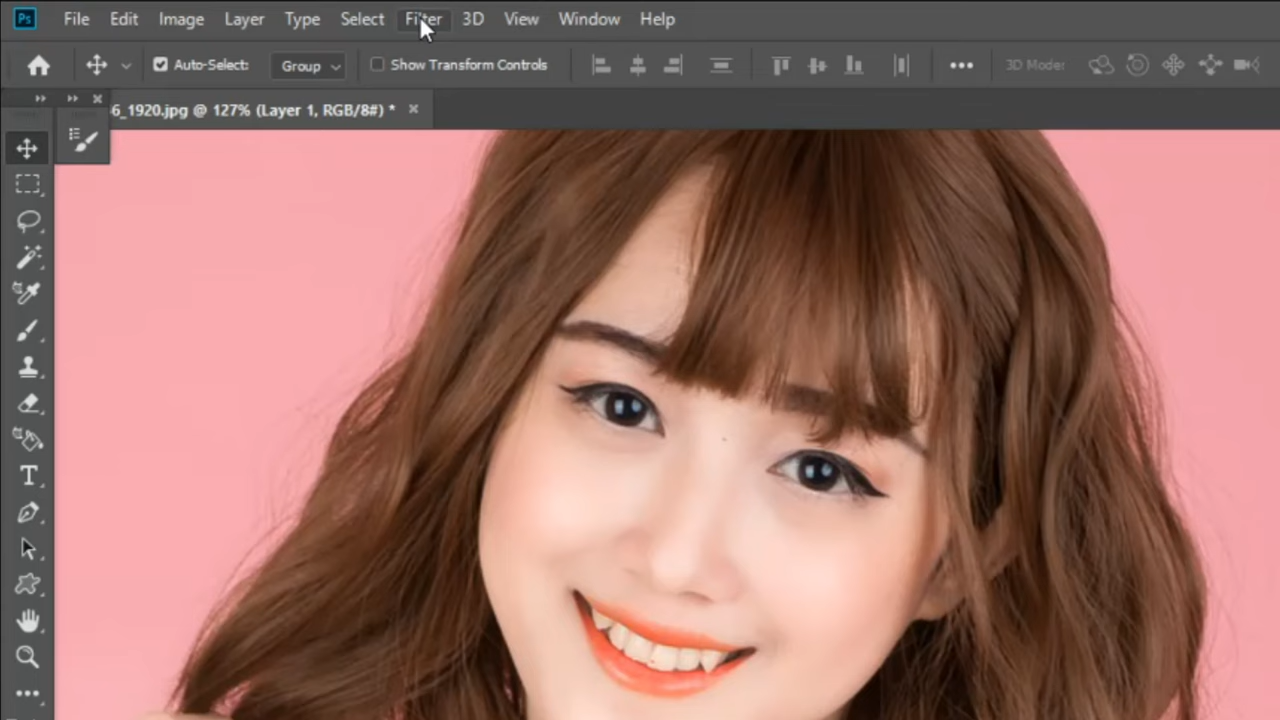 Ps File Edit Image Layer Type Select Filter 3D View Window Help
Auto-Select: Group Show Transform Controls 3D Mode:
6_1920.jpg @ 127% (Layer 1, RGB/8#) *
T